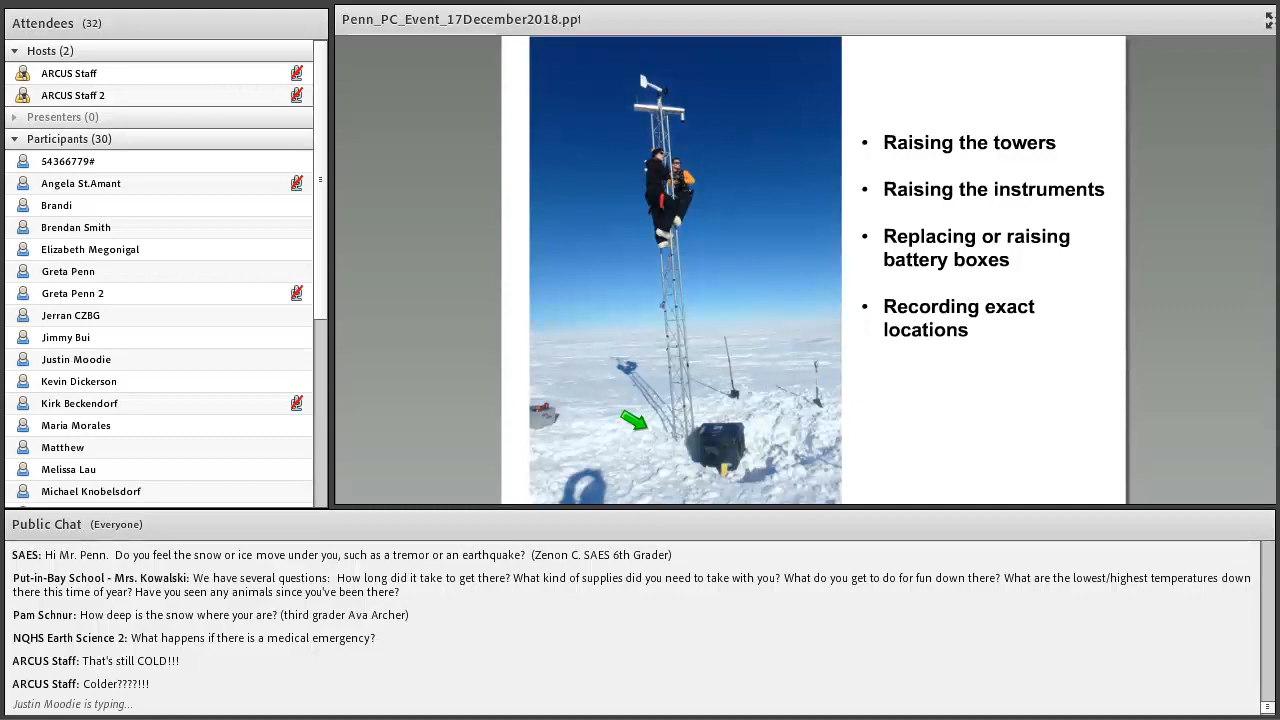 Attendees (32)
Hosts (2)
ARCUS Staff
ARCUS Staff 2
Presenters (0)
Participants (30)
54366779#
Angela St.Amant
Brandi
Brendan Smith
Elizabeth Megonigal
Greta Penn
Greta Penn 2
Jerran CZBG
Jimmy Bui
Justin Moodie
Kevin Dickerson
Kirk Beckendorf
Maria Morales
Matthew
Melissa Lau
Michael Knobelsdorf
Penn_PC_Event_17December2018.ppt
• Raising the towers
• Raising the instruments
• Replacing or raising
battery boxes
• Recording exact
locations
Public Chat (Everyone)
SAES: Hi Mr. Penn. Do you feel the snow or ice move under you, such as a tremor or an earthquake? (Zenon C. SAES 6th Grader)
Put-in-Bay School - Mrs. Kowalski: We have several questions: How long did it take to get there? What kind of supplies did you need to take with you? What do you get to do for fun down there? What are the lowest/highest temperatures down
there this time of year? Have you seen any animals since you've been there?
Pam Schnur: How deep is the snow where your are? (third grader Ava Archer)
NQHS Earth Science 2: What happens if there is a medical emergency?
ARCUS Staff: That's still COLD!!!
ARCUS Staff: Colder????!!!
Justin Moodie is typing...